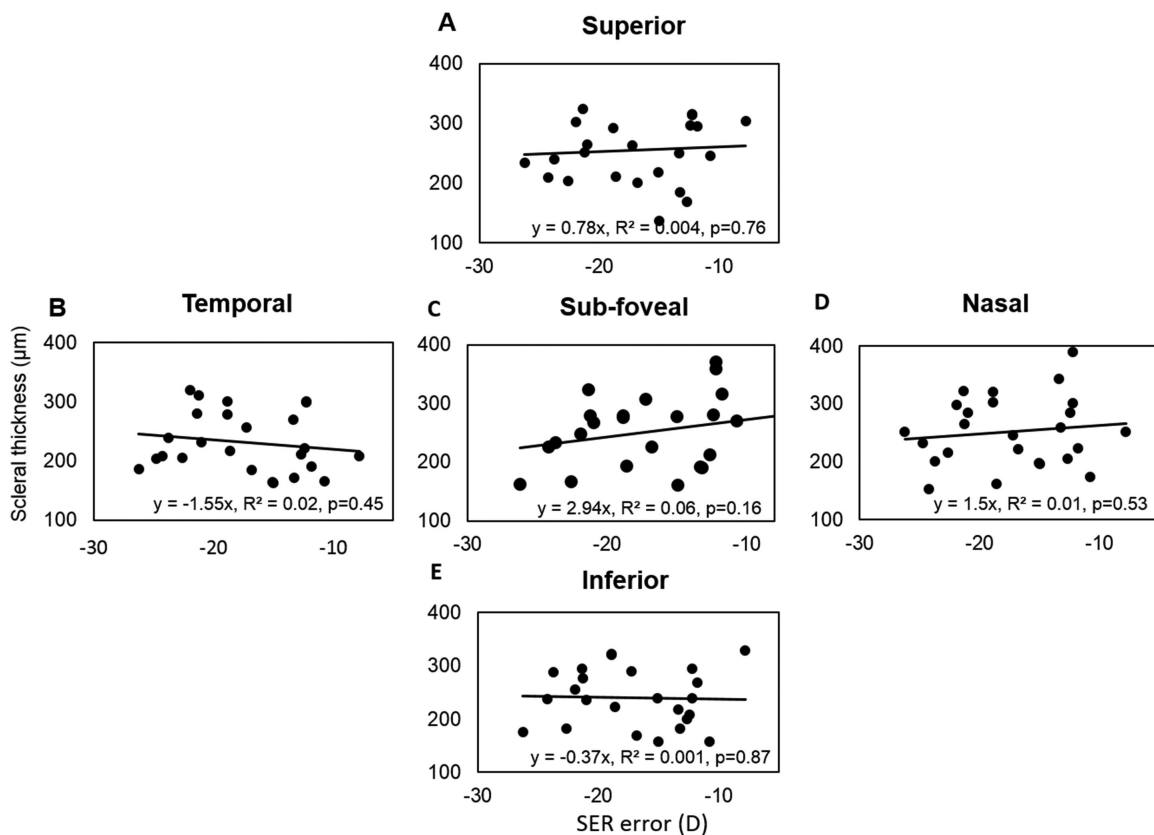 A Superior
400
300
200
100
y = 0.78x, R² = 0.004, p=0.76
-30 -20 -10
B Temporal
Scleral thickness (μm)
400
300
200
100
y = -1.55x, R² = 0.02, p=0.45
-30 -20 -10
C Sub-foveal
400
300
200
100
y = 2.94x, R² = 0.06, p=0.16
-30 -20 -10
D Nasal
400
300
200
100
y = 1.5x, R² = 0.01, p=0.53
-30 -20 -10
E Inferior
400
300
200
100
y = -0.37x, R² = 0.001, p=0.87
-30 -20 -10
SER error (D)